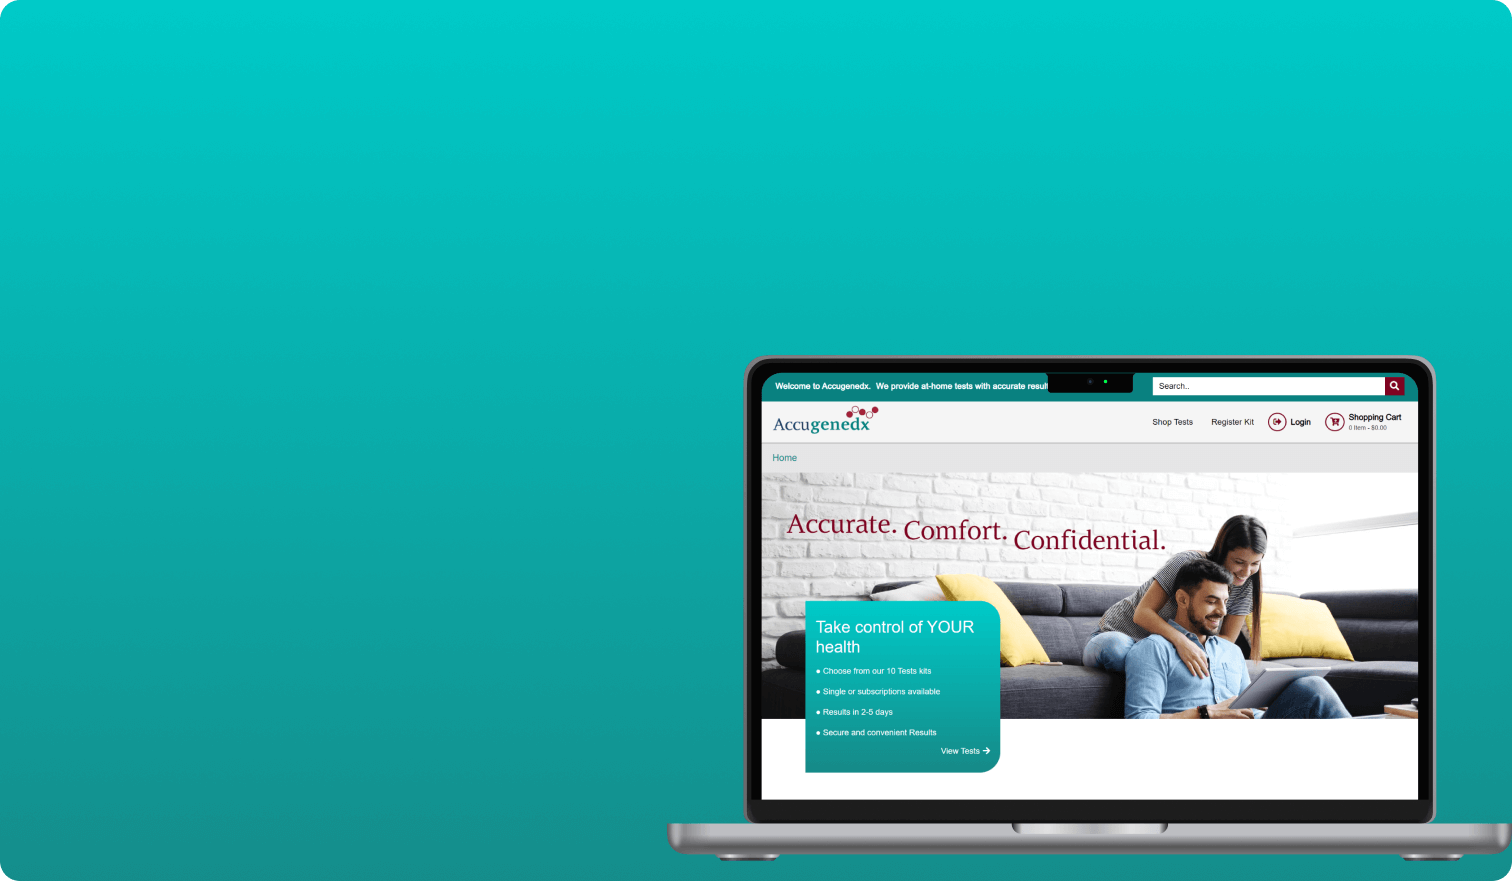 Welcome to Accugenedx. We provide at-home tests with accurate result
Search..
Accugenedx
Shop Tests
Register Kit
Login
Shopping Cart
0 Item - $0.00
Home
Accurate. Comfort. Confidential.
Take control of YOUR
health
● Choose from our 10 Tests kits
● Single or subscriptions available
● Results in 2-5 days
● Secure and convenient Results
View Tests →